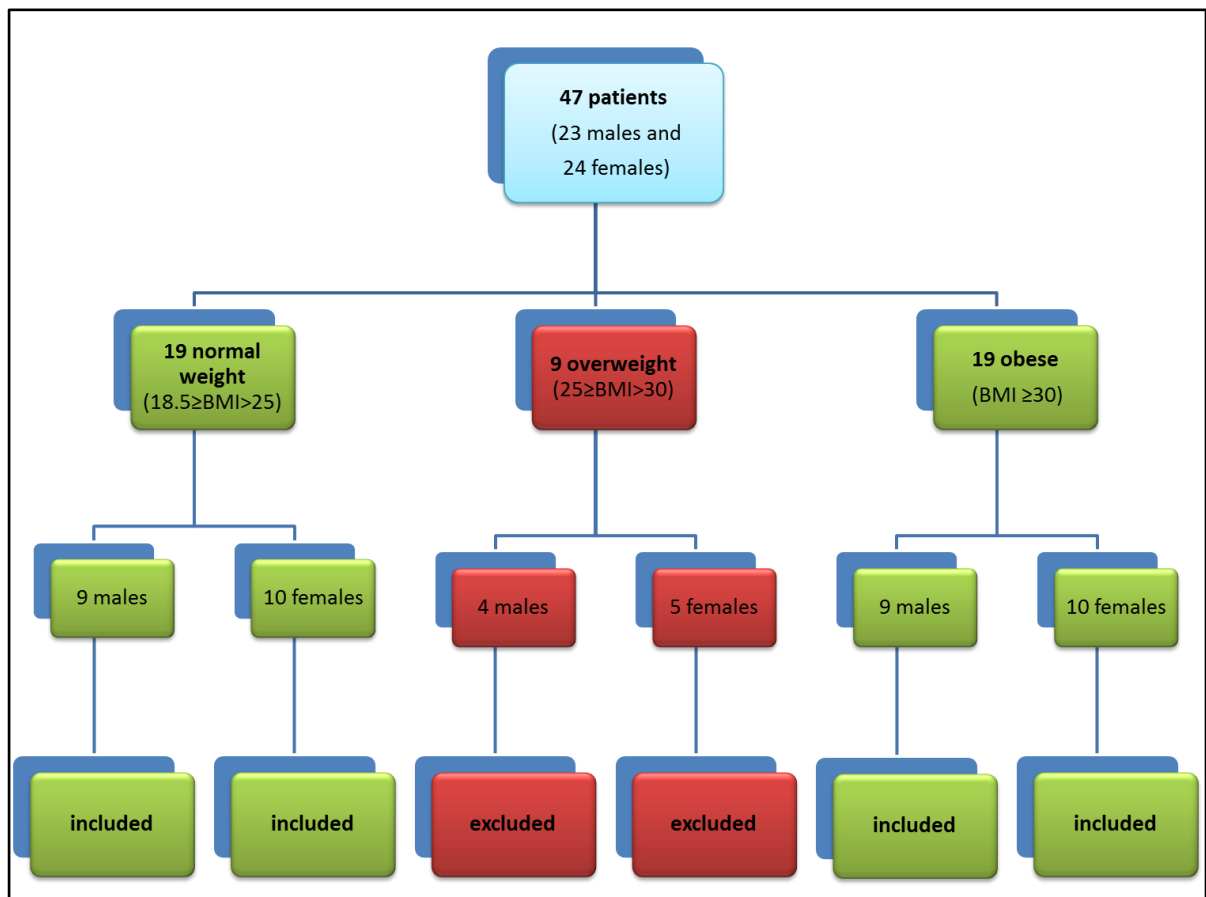 47 patients
(23 males and
24 females)
19 normal
weight
(18.5≥BMI>25)
9 overweight
(25≥BMI>30)
19 obese
(BMI ≥30)
9 males
10 females
4 males
5 females
9 males
10 females
included
included
excluded
excluded
included
included